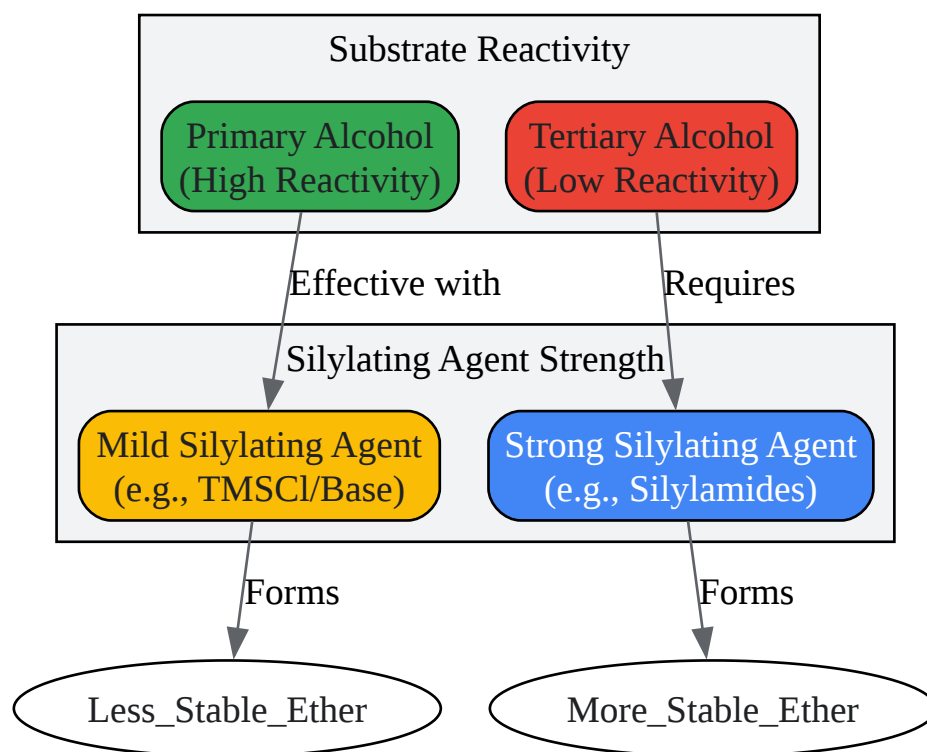 Substrate Reactivity
Primary Alcohol
(High Reactivity)
Tertiary Alcohol
(Low Reactivity)
Effective with
Requires
Silylating Agent Strength
Mild Silylating Agent
(e.g., TMSCl/Base)
Strong Silylating Agent
(e.g., Silylamides)
Forms
Forms
Less_Stable_Ether
More_Stable_Ether